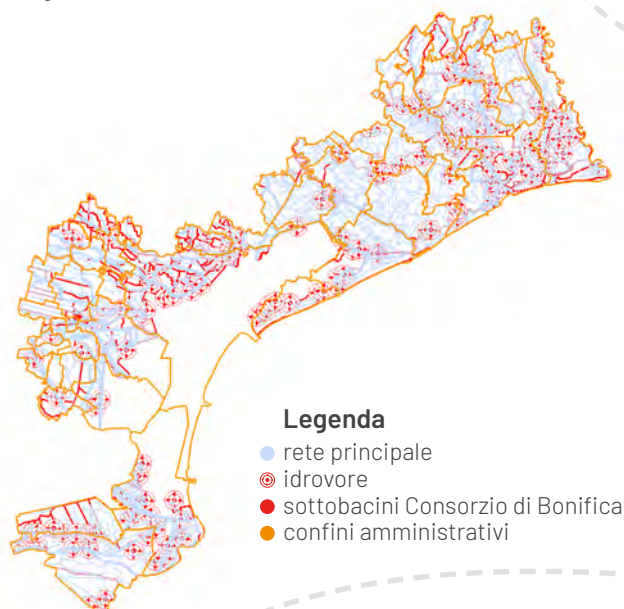 Legenda
rete principale
idrovore
sottobacini Consorzio di Bonifica
confini amministrativi